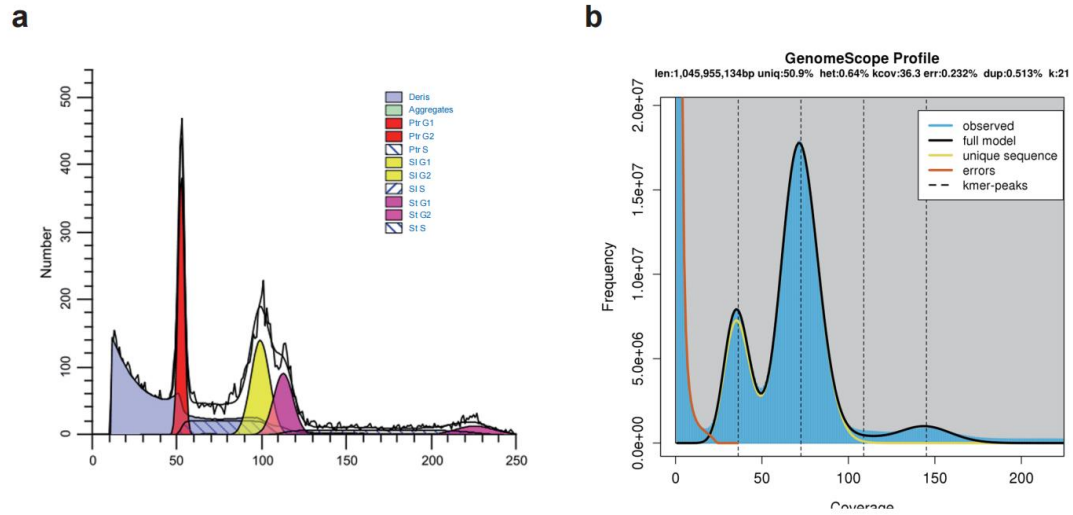 a
Number
500
400
300
200
100
0
0 50 100 150 200 250
Deris
Aggregates
Ptr G1
Ptr G2
Ptr S
Sl G1
Sl G2
Sl S
St G1
St G2
St S
b
GenomeScope Profile
len:1,045,955,134bp uniq:50.9% het:0.64% kcov:36.3 err:0.232% dup:0.513% k:21
Frequency
2.0e+07
1.5e+07
1.0e+07
5.0e+06
0.0e+00
observed
full model
unique sequence
errors
kmer-peaks
0 50 100 150 200
Coverage